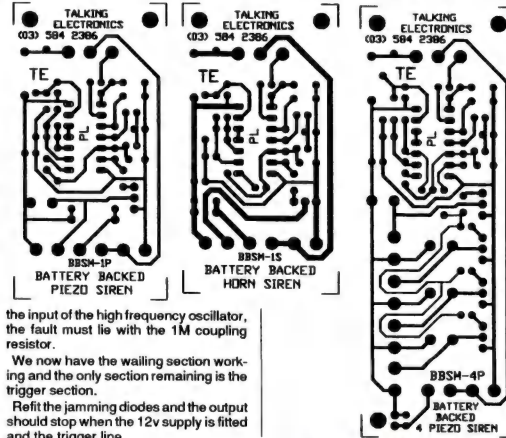 TALKING
ELECTRONICS
(03) 584 2386
TE
PL
BBSM-1P
BATTERY BACKED
PIEZO SIREN
TALKING
ELECTRONICS
(03) 584 2386
TE
PL
BBSM-1S
BATTERY BACKED
HORN SIREN
TALKING
ELECTRONICS
(03) 584 2386
TE
PL
BBSM-4P
BATTERY
BACKED
4 PIEZO SIREN
the input of the high frequency oscillator,
the fault must lie with the 1M coupling
resistor.
We now have the wailing section work-
ing and the only section remaining is the
trigger section.
Refit the jamming diodes and the output
should stop when the 12v supply is fitted
and the trigger line